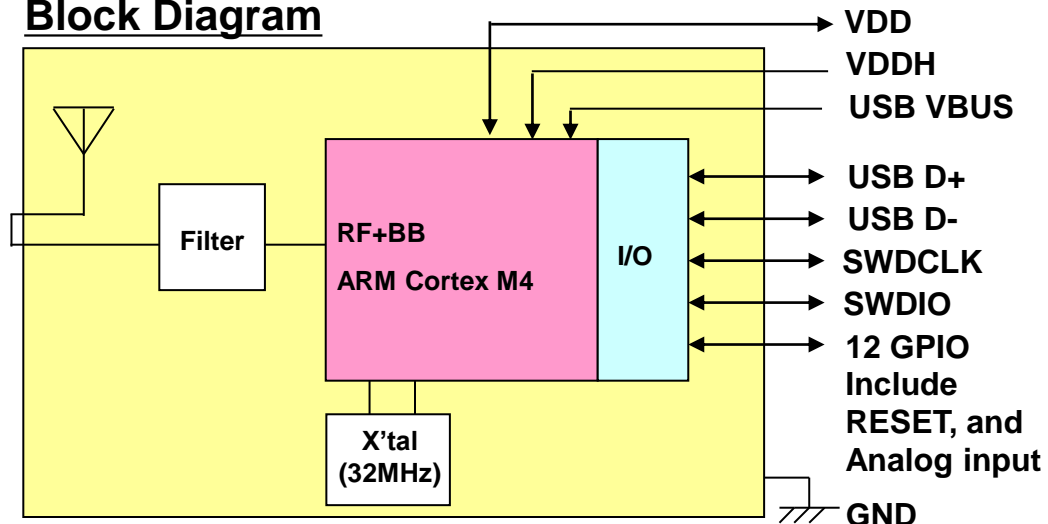 Block Diagram
VDD
VDDH
USB VBUS
USB D+
USB D-
SWDCLK
SWDIO
12 GPIO
Include
RESET, and
Analog input
GND
Filter
RF+BB
ARM Cortex M4
I/O
X'tal
(32MHz)